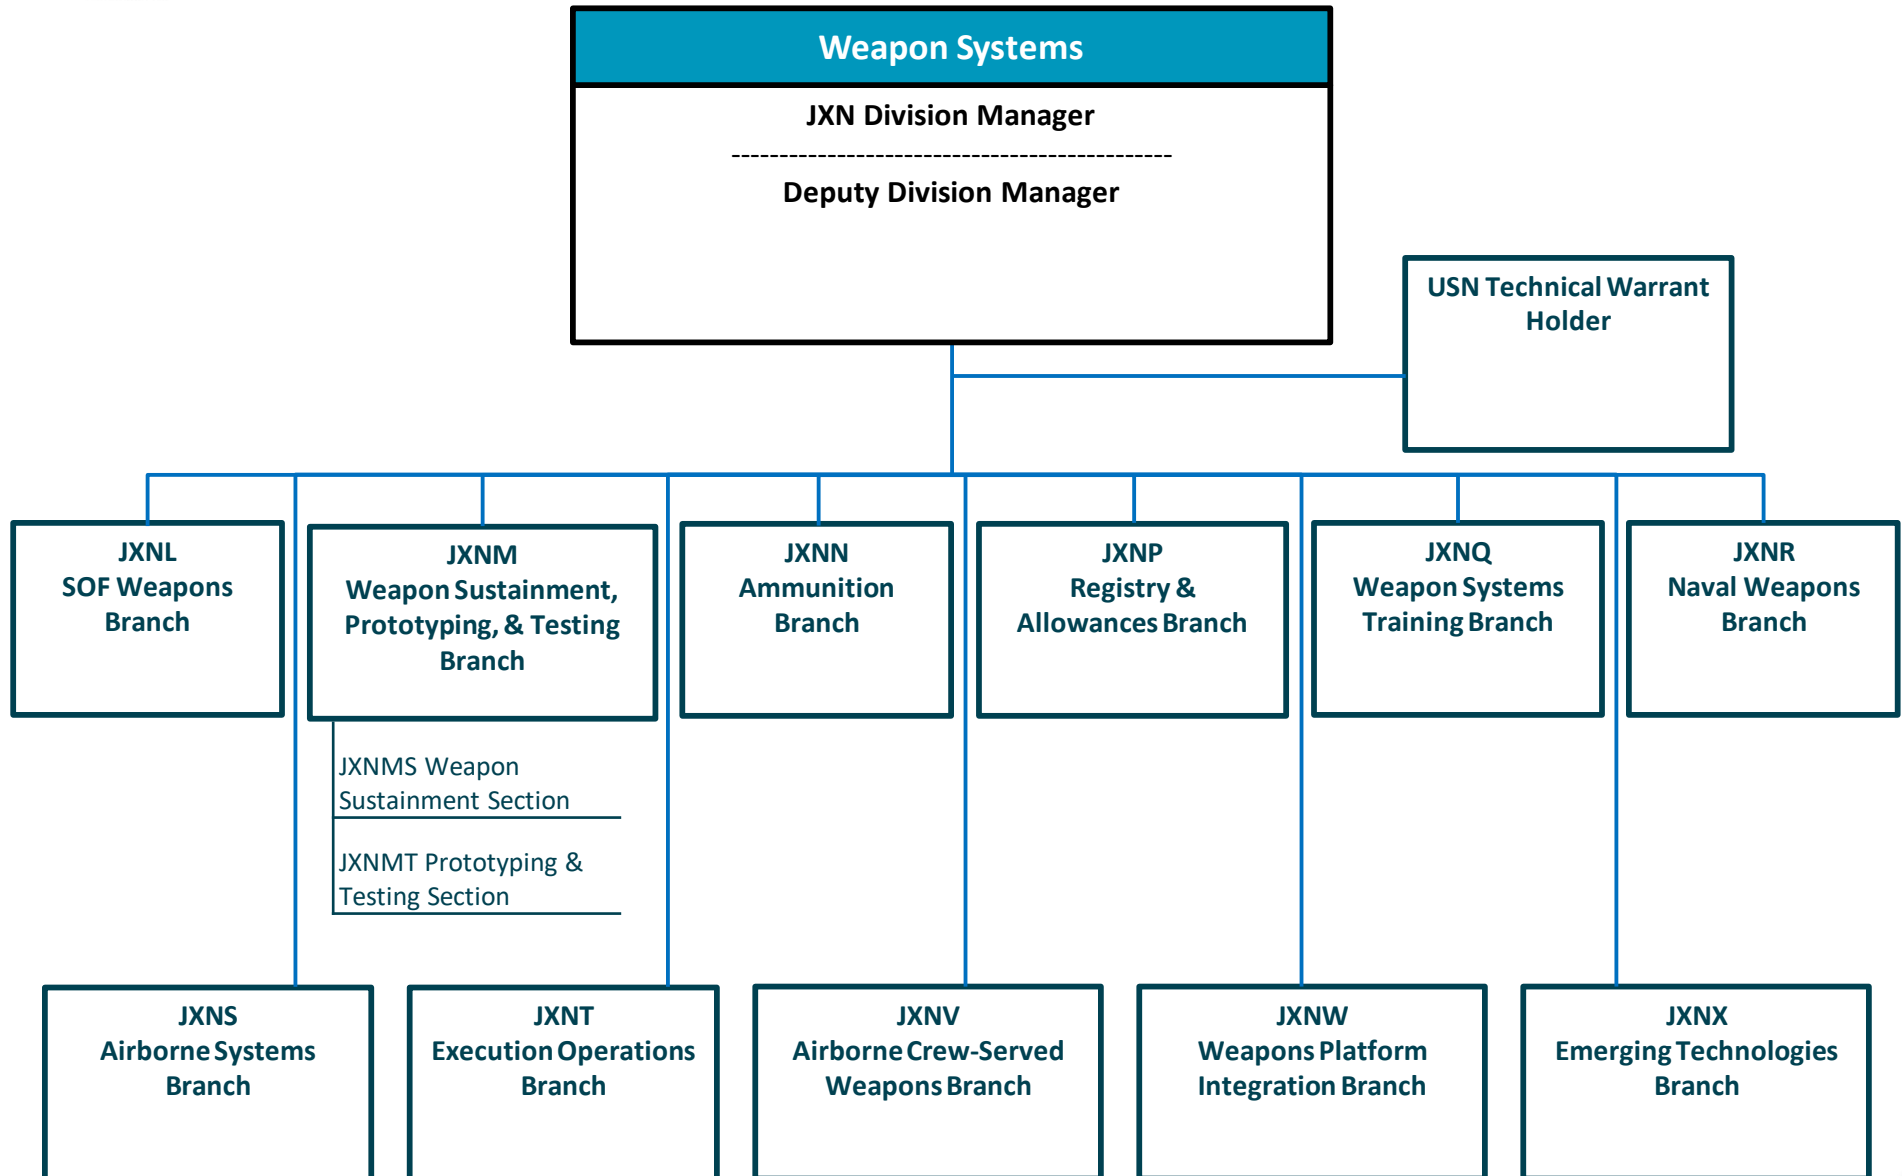 Weapon Systems
JXN Division Manager
----------------------------------------------
Deputy Division Manager
USN Technical Warrant
Holder
JXNL
SOF Weapons
Branch
JXNM
Weapon Sustainment,
Prototyping, & Testing
Branch
JXNN
Ammunition
Branch
JXNP
Registry &
Allowances Branch
JXNQ
Weapon Systems
Training Branch
JXNR
Naval Weapons
Branch
JXNMS Weapon
Sustainment Section
JXNMT Prototyping &
Testing Section
JXNS
Airborne Systems
Branch
JXNT
Execution Operations
Branch
JXNV
Airborne Crew-Served
Weapons Branch
JXNW
Weapons Platform
Integration Branch
JXNX
Emerging Technologies
Branch